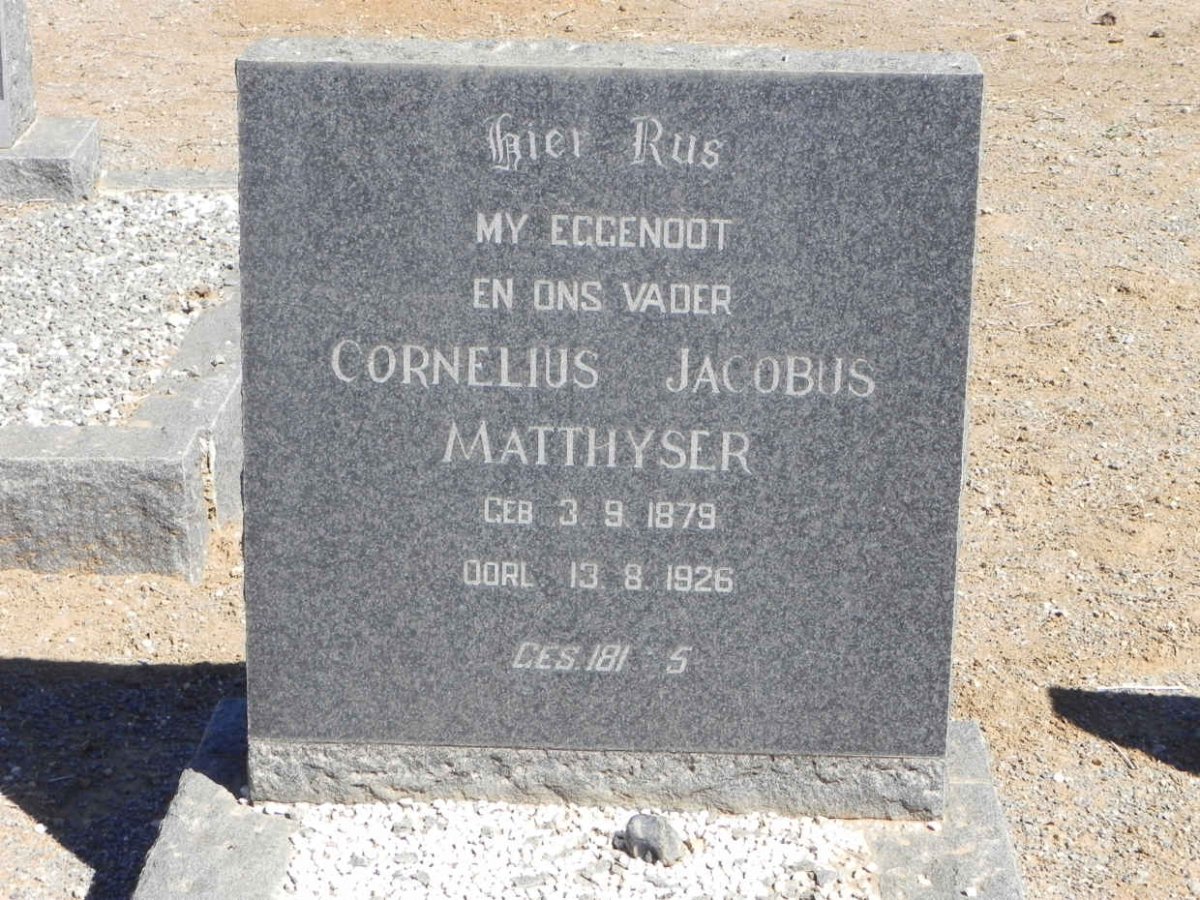 Hier Rus
MY EGGENOOT
EN ONS VADER
CORNELIUS JACOBUS
MATTHYSER
GEB 3 9 1879
OORL. 13. 8. 1926
GES. 181 : 5